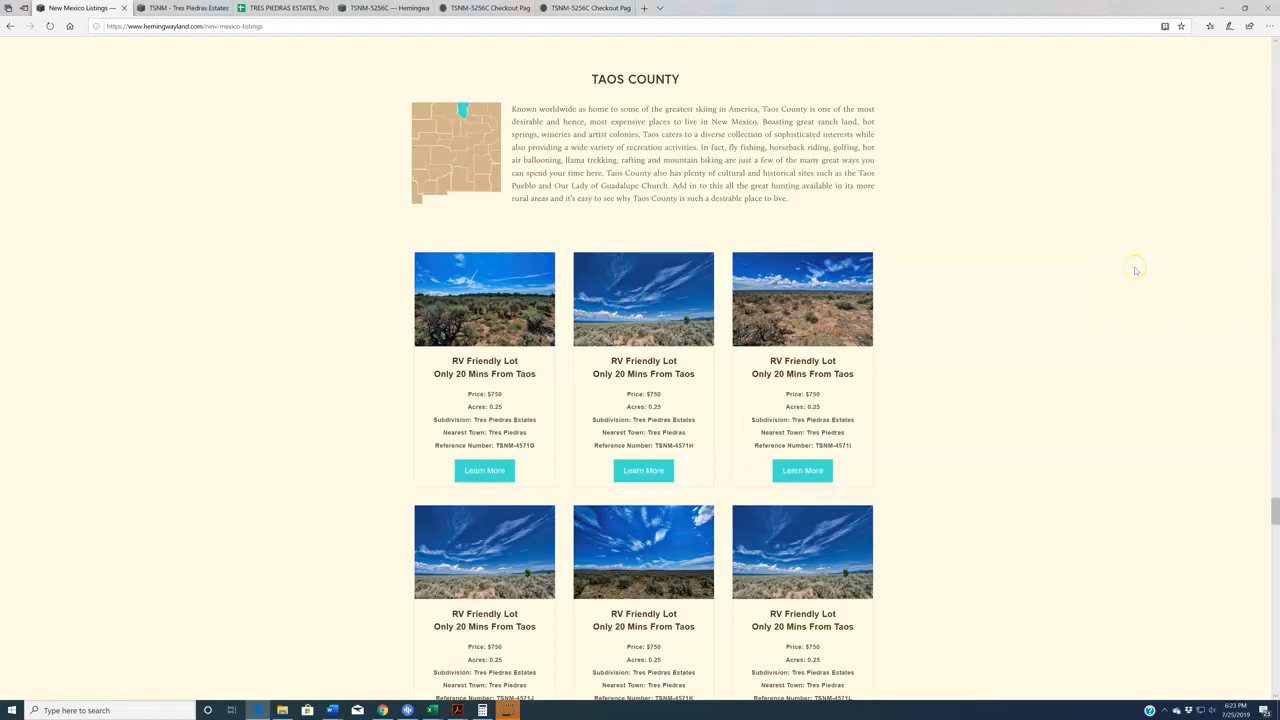 New Mexico Listings —
TSNM - Tres Piedras Estates
TRES PIEDRAS ESTATES, Pro
TSNM-5256C — Hemingwa
TSNM-5256C Checkout Pag
TSNM-5256C Checkout Pag
https://www.hemingwayland.com/new-mexico-listings
TAOS COUNTY
Known worldwide as home to some of the greatest skiing in America, Taos County is one of the most
desirable and hence, most expensive places to live in New Mexico. Boasting great ranch land, hot
springs, wineries and artist colonies, Taos caters to a diverse collection of sophisticated interests while
also providing a wide variety of recreation activities. In fact, fly fishing, horseback riding, golfing, hot
air ballooning, llama trekking, rafting and mountain biking are just a few of the many great ways you
can spend your time here. Taos County also has plenty of cultural and historical sites such as the Taos
Pueblo and Our Lady of Guadalupe Church. Add in to this all the great hunting available in its more
rural areas and it's easy to see why Taos County is such a desirable place to live.
RV Friendly Lot
Only 20 Mins From Taos
Price: $750
Acres: 0.25
Subdivision: Tres Piedras Estates
Nearest Town: Tres Piedras
Reference Number: TSNM-4571G
Learn More
RV Friendly Lot
Only 20 Mins From Taos
Price: $750
Acres: 0.25
Subdivision: Tres Piedras Estates
Nearest Town: Tres Piedras
Reference Number: TSNM-4571H
Learn More
RV Friendly Lot
Only 20 Mins From Taos
Price: $750
Acres: 0.25
Subdivision: Tres Piedras Estates
Nearest Town: Tres Piedras
Reference Number: TSNM-4571I
Learn More
RV Friendly Lot
Only 20 Mins From Taos
Price: $750
Acres: 0.25
Subdivision: Tres Piedras Estates
Nearest Town: Tres Piedras
Reference Number: TSNM-4571J
RV Friendly Lot
Only 20 Mins From Taos
Price: $750
Acres: 0.25
Subdivision: Tres Piedras Estates
Nearest Town: Tres Piedras
Reference Number: TSNM-4571K
RV Friendly Lot
Only 20 Mins From Taos
Price: $750
Acres: 0.25
Subdivision: Tres Piedras Estates
Nearest Town: Tres Piedras
Reference Number: TSNM-4571L
Type here to search
6:23 PM
7/25/2019
23